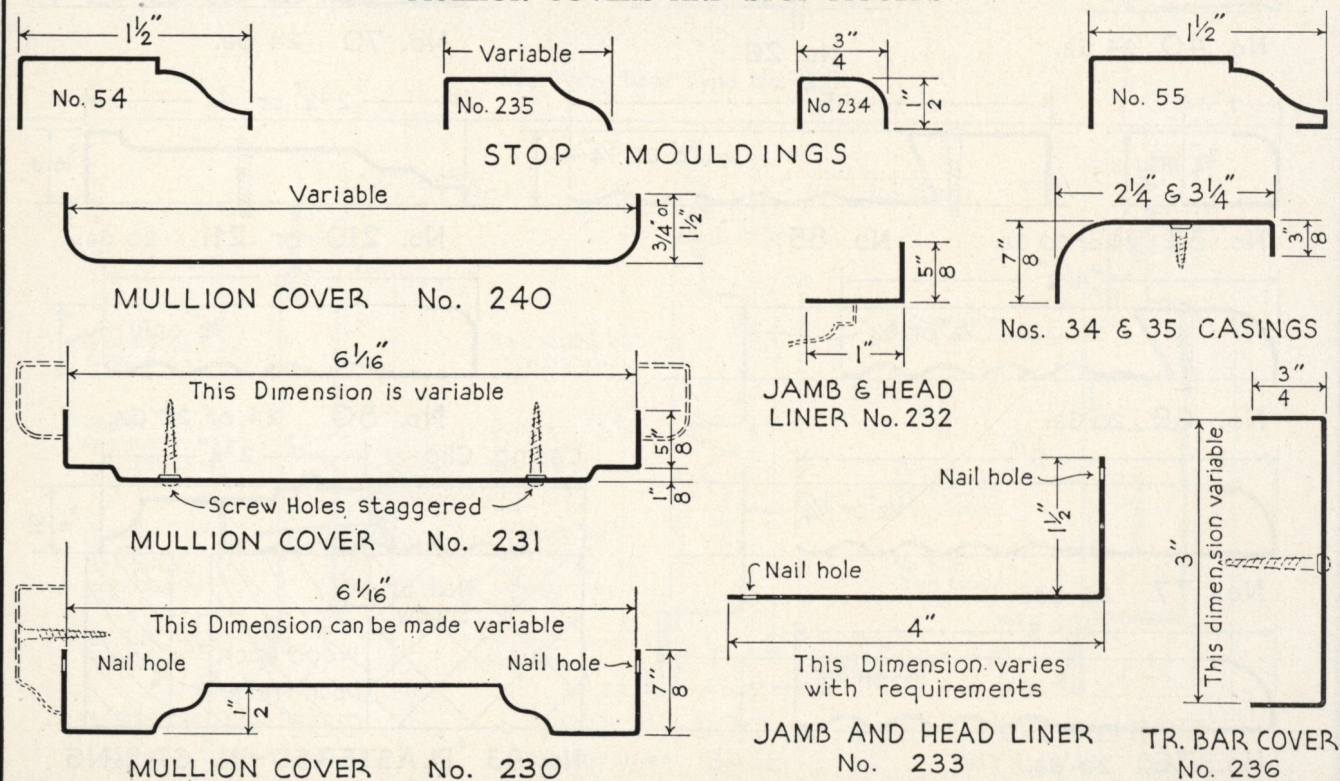 1½"
No. 54
Variable
No. 235
3/4"
No 234
1/2"
1½"
No. 55
STOP MOULDINGS
Variable
3/4" or 1½"
MULLION COVER No. 240
5/8"
1"
JAMB & HEAD
LINER No. 232
2¼" & 3¼"
7/8"
3/8"
Nos. 34 & 35 CASINGS
6 1/16"
This Dimension is variable
5/8"
1/8"
Screw Holes staggered
MULLION COVER No. 231
6 1/16"
This Dimension can be made variable
Nail hole
Nail hole
1/2"
7/8"
MULLION COVER No. 230
Nail hole
1½"
Nail hole
4"
This Dimension varies
with requirements
JAMB AND HEAD LINER
No. 233
3/4"
3"
This dimension variable
TR. BAR COVER
No. 236